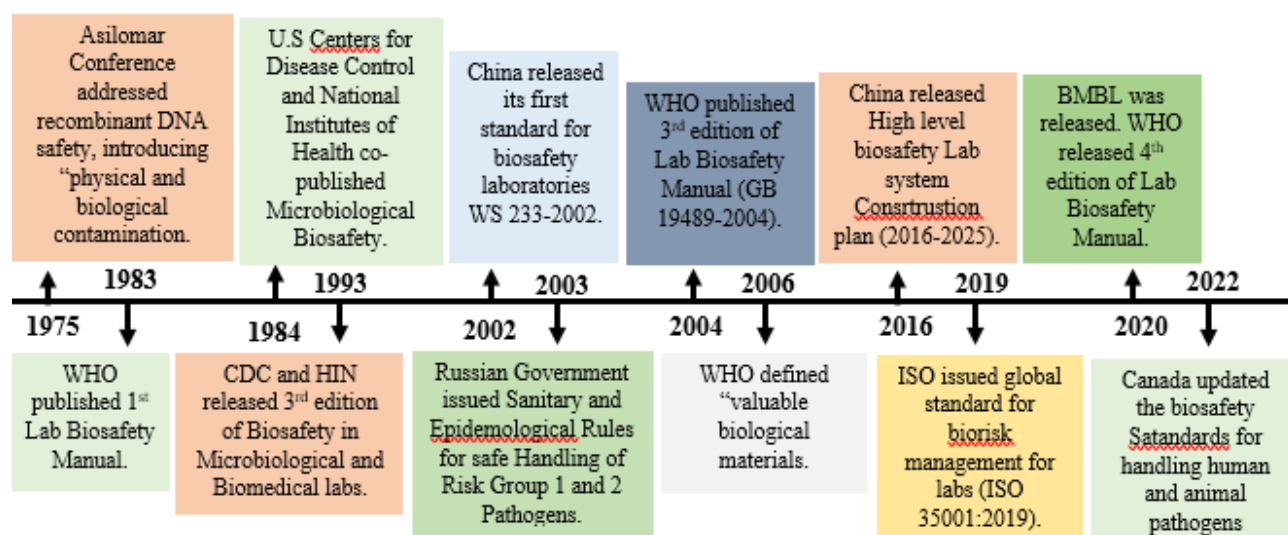 Asilomar
Conference
addressed
recombinant DNA
safety, introducing
“physical and
biological
contamination.
U.S Centers for
Disease Control
and National
Institutes of
Health co-
published
Microbiological
Biosafety.
China released
its first
standard for
biosafety
laboratories
WS 233-2002.
WHO published
3rd edition of
Lab Biosafety
Manual (GB
19489-2004).
China released
High level
biosafety Lab
system
Consrtrustion
plan (2016-2025).
BMBL was
released. WHO
released 4th
edition of Lab
Biosafety
Manual.
1983
1993
2003
2006
2019
2022
1975
1984
2002
2004
2016
2020
WHO
published 1st
Lab Biosafety
Manual.
CDC and HIN
released 3rd edition
of Biosafety in
Microbiological and
Biomedical labs.
Russian Government
issued Sanitary and
Epidemological Rules
for safe Handling of
Risk Group 1 and 2
Pathogens.
WHO defined
“valuable
biological
materials.
ISO issued global
standard for
biorisk
management for
labs (ISO
35001:2019).
Canada updated
the biosafety
Satandards for
handling human
and animal
pathogens